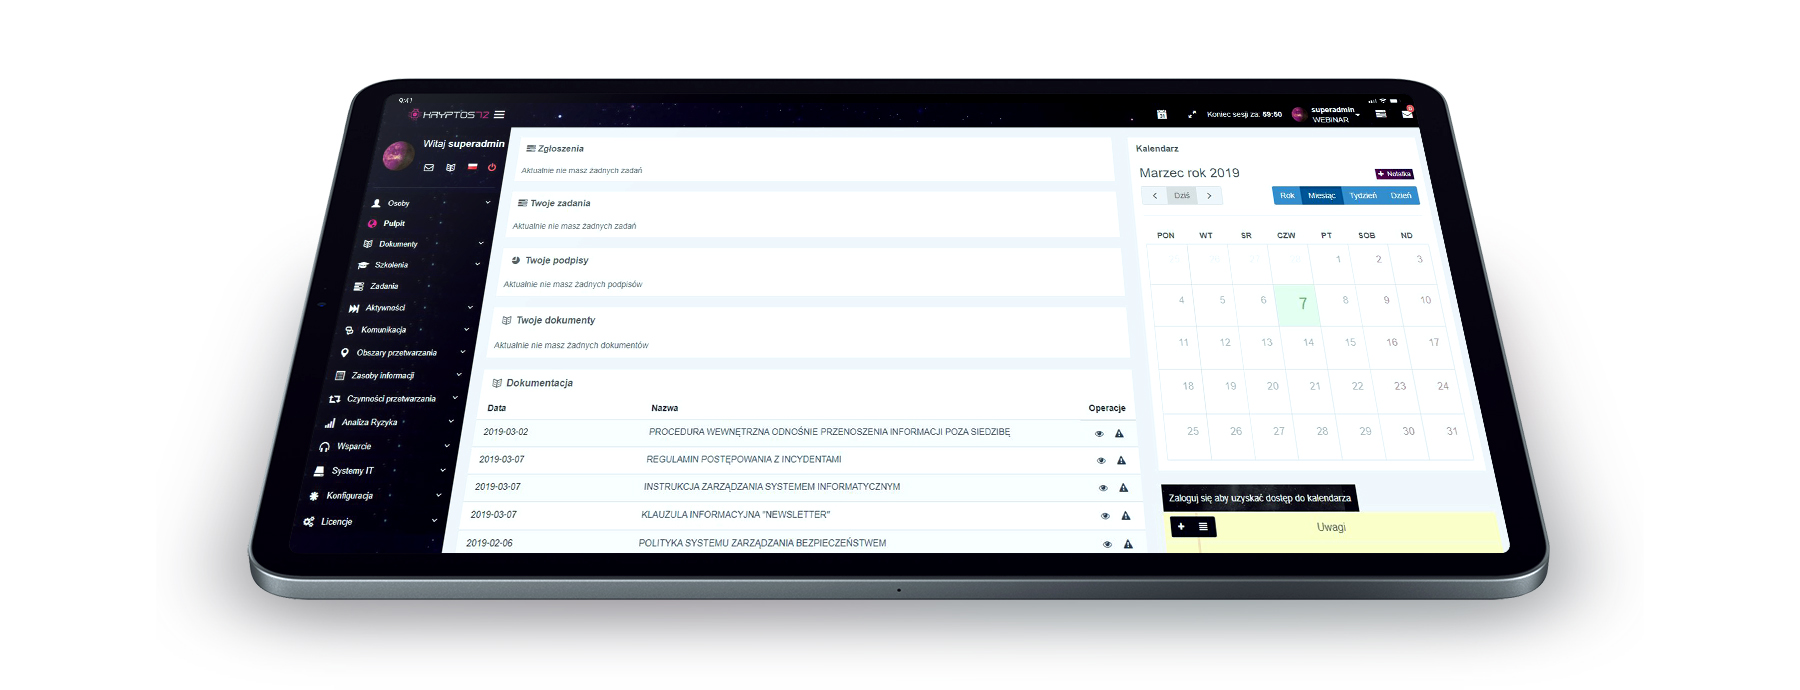 9:41
KRYPTOS72
Koniec sesji za: 59:50
superadmin
WEBINAR
Witaj superadmin
Osoby
Pulpit
Dokumenty
Szkolenia
Zadania
Aktywności
Komunikacja
Obszary przetwarzania
Zasoby informacji
Czynności przetwarzania
Analiza Ryzyka
Wsparcie
Systemy IT
Konfiguracja
Licencje
Zgłoszenia
Aktualnie nie masz żadnych zadań
Twoje zadania
Aktualnie nie masz żadnych zadań
Twoje podpisy
Aktualnie nie masz żadnych podpisów
Twoje dokumenty
Aktualnie nie masz żadnych dokumentów
Dokumentacja
Data Nazwa Operacje
2019-03-02 PROCEDURA WEWNĘTRZNA ODNOŚNIE PRZENOSZENIA INFORMACJI POZA SIEDZIBĘ
2019-03-07 REGULAMIN POSTĘPOWANIA Z INCYDENTAMI
2019-03-07 INSTRUKCJA ZARZĄDZANIA SYSTEMEM INFORMATYCZNYM
2019-03-07 KLAUZULA INFORMACYJNA "NEWSLETTER"
2019-02-06 POLITYKA SYSTEMU ZARZĄDZANIA BEZPIECZEŃSTWEM
Kalendarz
Marzec rok 2019
+ Notatka
Dziś
Rok Miesiąc Tydzień Dzień
PON WT SR CZW PT SOB ND
1 2 3
4 5 6 7 8 9 10
11 12 13 14 15 16 17
18 19 20 21 22 23 24
25 26 27 28 29 30 31
Zaloguj się aby uzyskać dostęp do kalendarza
Uwagi